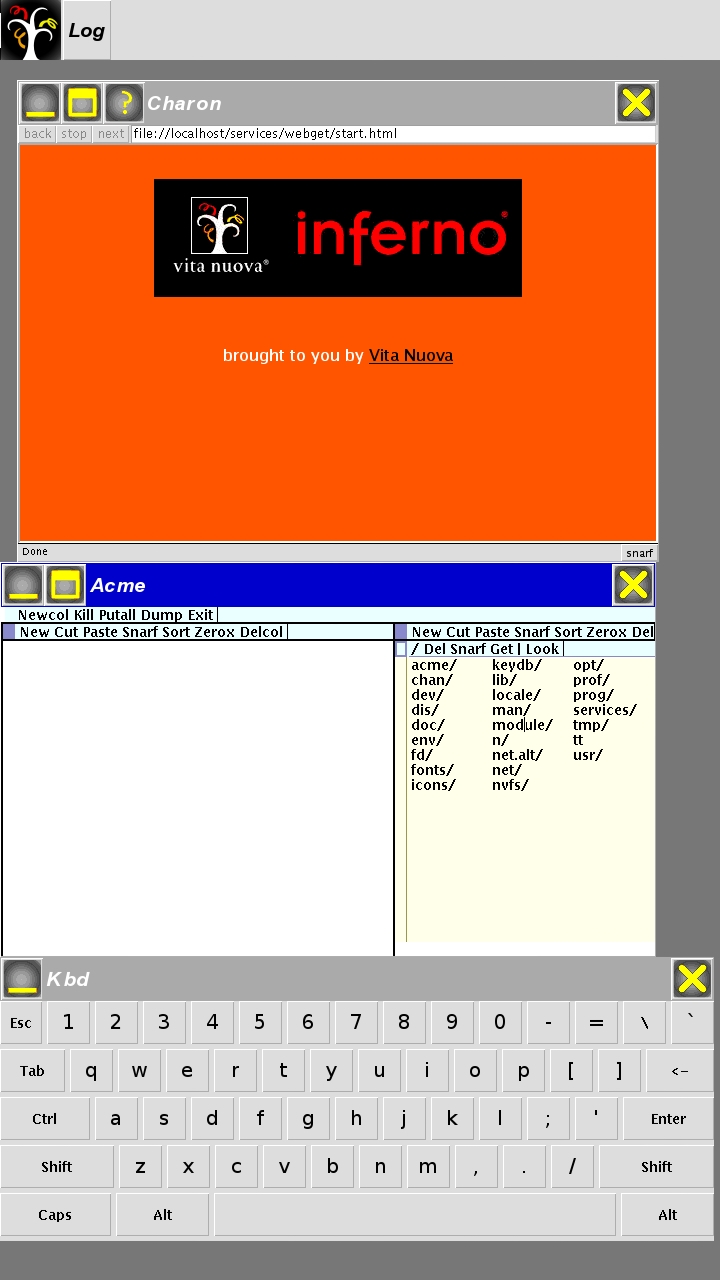 Log
Charon
back stop next file://localhost/services/webget/start.html
inferno®
vita nuova®
brought to you by Vita Nuova
Done
snarf
Acme
Newcol Kill Putall Dump Exit
New Cut Paste Snarf Sort Zerox Delcol
New Cut Paste Snarf Sort Zerox Del
/ Del Snarf Get | Look
acme/ keydb/ opt/
chan/ lib/ prof/
dev/ locale/ prog/
dis/ man/ services/
doc/ module/ tmp/
env/ n/ tt
fd/ net.alt/ usr/
fonts/ net/
icons/ nvfs/
Kbd
Esc 1 2 3 4 5 6 7 8 9 0 - = \ `
Tab q w e r t y u i o p [ ] <-
Ctrl a s d f g h j k l ; ' Enter
Shift z x c v b n m , . / Shift
Caps Alt Alt